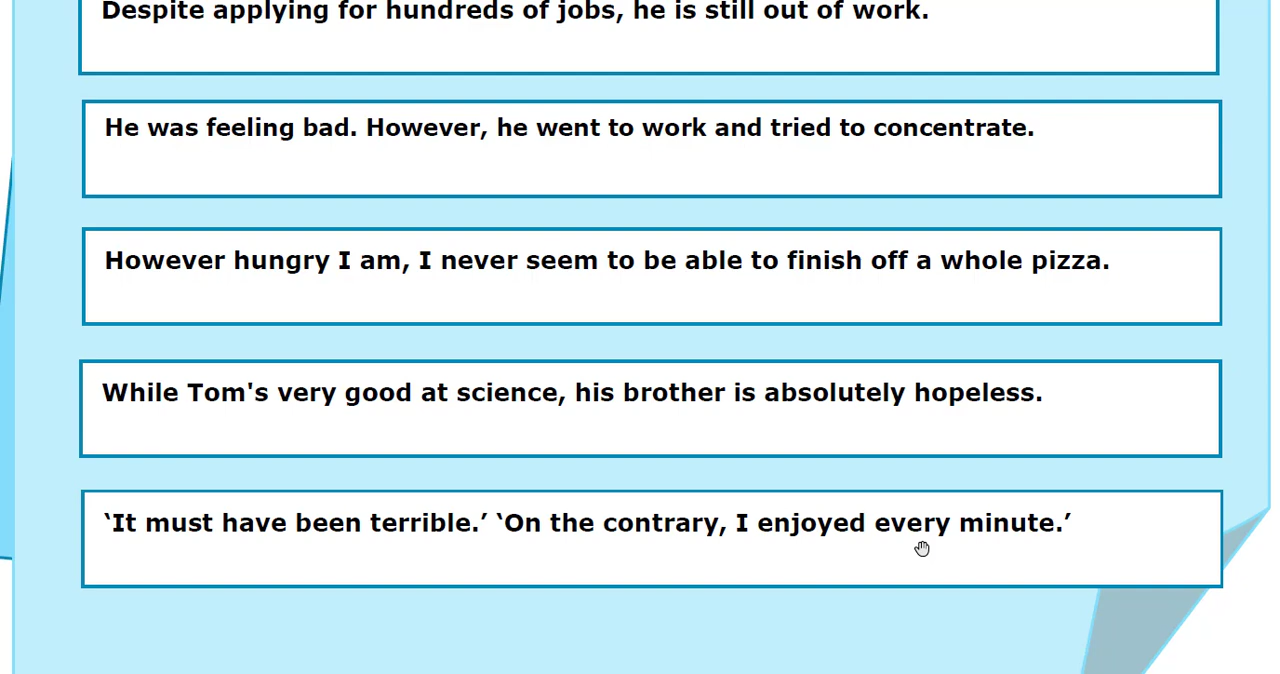 Despite applying for hundreds of jobs, he is still out of work.
He was feeling bad. However, he went to work and tried to concentrate.
However hungry I am, I never seem to be able to finish off a whole pizza.
While Tom's very good at science, his brother is absolutely hopeless.
‘It must have been terrible.’ ‘On the contrary, I enjoyed every minute.’